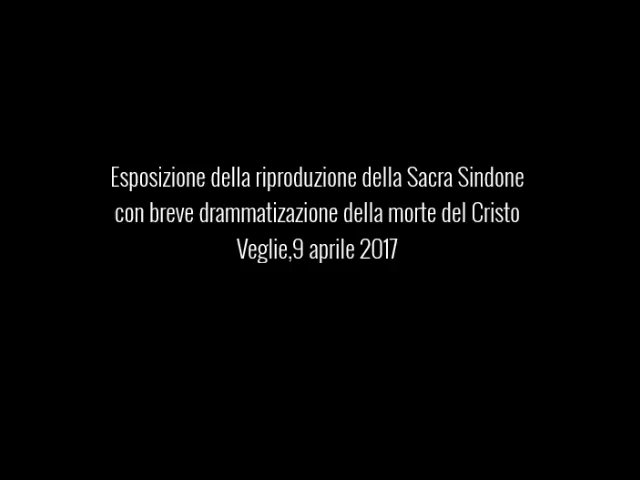 Esposizione della riproduzione della Sacra Sindone
con breve drammatizazione della morte del Cristo
Veglie,9 aprile 2017